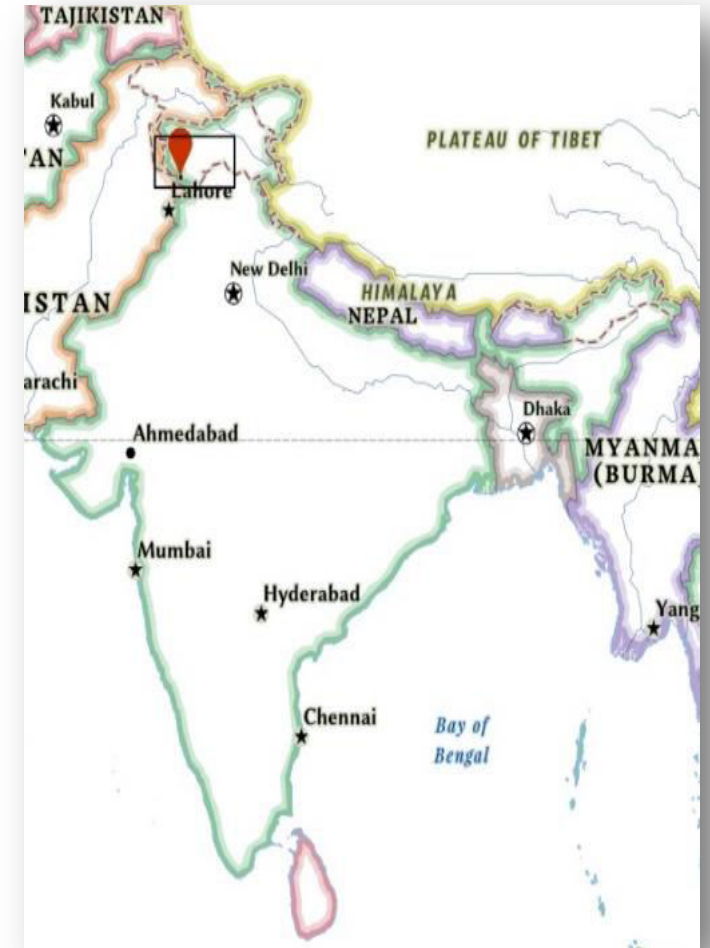 TAJIKISTAN
Kabul
AN
PLATEAU OF TIBET
Lahore
New Delhi
HIMALAYA
ISTAN
NEPAL
arachi
Dhaka
Ahmedabad
MYANMA
(BURMA)
Mumbai
Hyderabad
Yang
Chennai
Bay of
Bengal